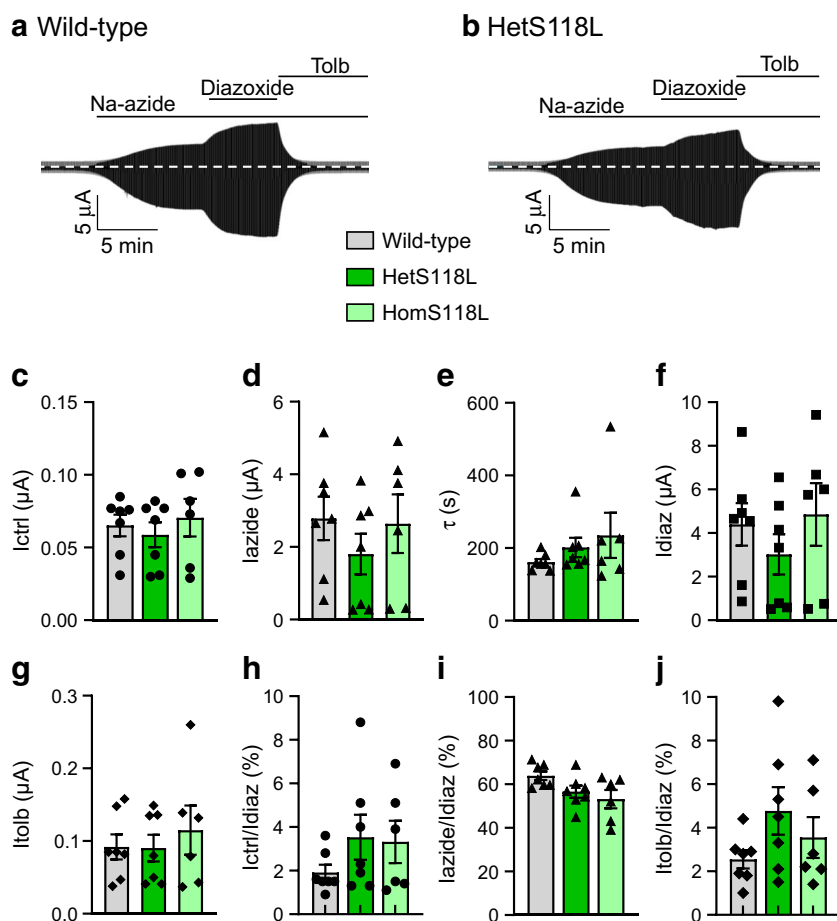 a Wild-type
b HetS118L
Tolb
Diazoxide
Na-azide
5 µA
5 min
Tolb
Diazoxide
Na-azide
5 µA
5 min
Wild-type
HetS118L
HomS118L
c
Ictrl (µA)
0.15
0.10
0.05
0.00
d
Iazide (µA)
6
4
2
0
e
τ (s)
600
400
200
0
f
Idiaz (µA)
10
8
6
4
2
0
g
Itolb (µA)
0.3
0.2
0.1
0.0
h
Ictrl/Idiaz (%)
10
8
6
4
2
0
i
Iazide/Idiaz (%)
100
80
60
40
20
0
j
Itolb/Idiaz (%)
10
8
6
4
2
0